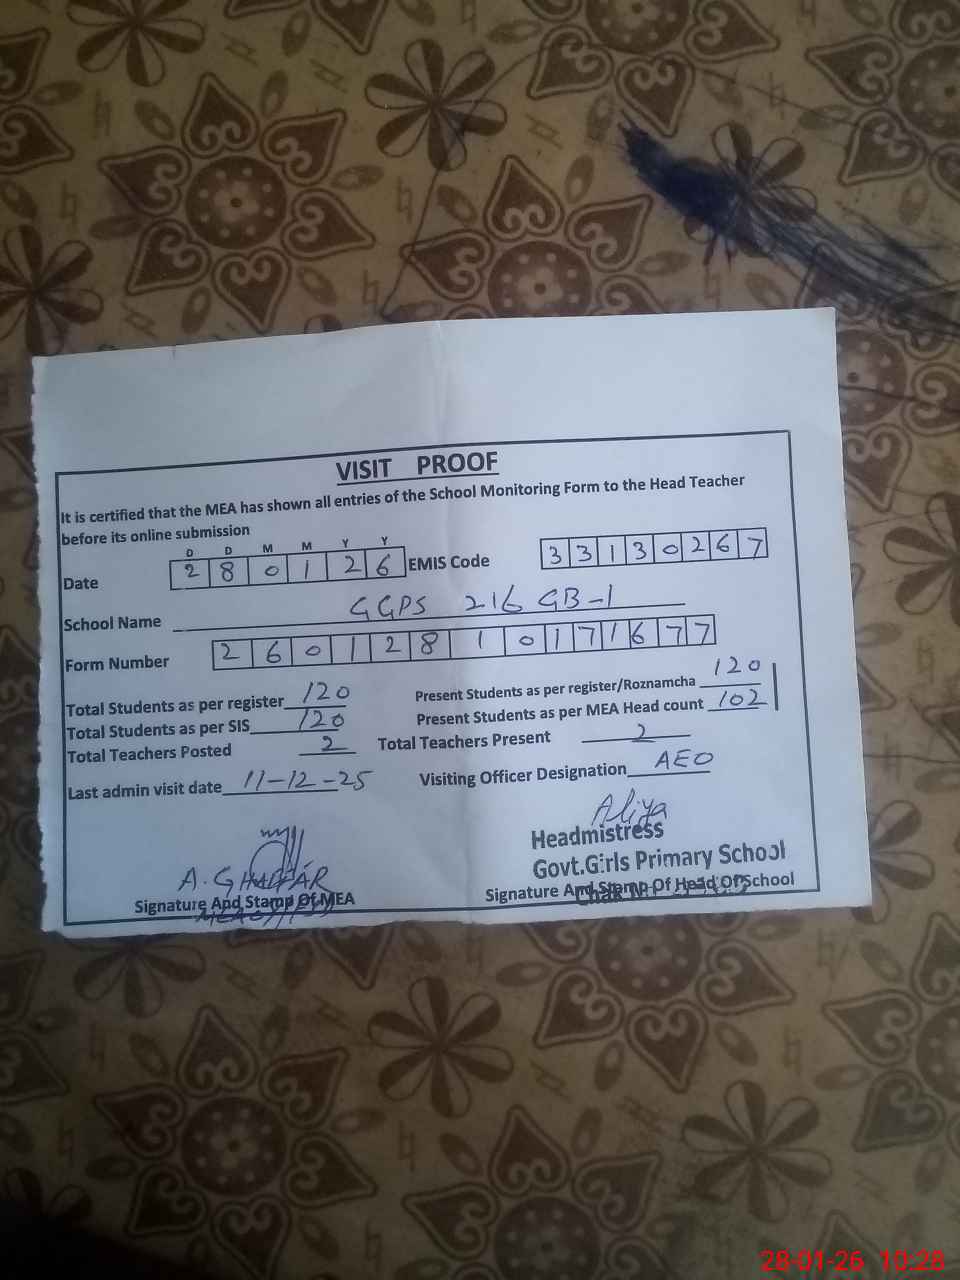 VISIT PROOF
It is certified that the MEA has shown all entries of the School Monitoring Form to the Head Teacher
before its online submission
D D M M Y Y
Date 2 8 0 1 2 6 EMIS Code 3 3 1 3 0 2 6 7
School Name GGPS 216 GB-1
Form Number 2 6 0 1 2 8 1 0 1 7 1 6 7 7
Total Students as per register 120 Present Students as per register/Roznamcha 120
Total Students as per SIS 120 Present Students as per MEA Head count 102
Total Teachers Posted 2 Total Teachers Present 2
Last admin visit date 11-12-25 Visiting Officer Designation AEO
Aliya
Headmistress
Govt.Girls Primary School
A. GHAFFAR
Signature And Stamp Of MEA Signature And Stamp Of Head Of School
Chak
28-01-26 10:28